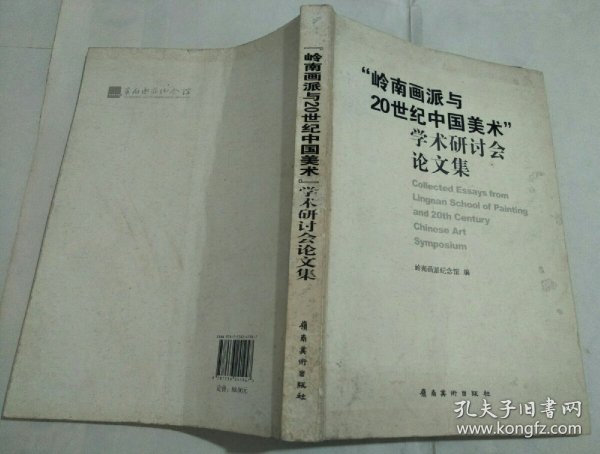 “岭南画派与
20世纪中国美术”
学术研讨会
论文集
Collected Essays from
Lingnan School of Painting
and 20th Century
Chinese Art
Symposium
岭南画派纪念馆 编
嶺南美術出版社
『岭南画派与20世纪中国美术』学术研讨会论文集
嶺南美術出版社
孔夫子旧书网
www.kongfz.com